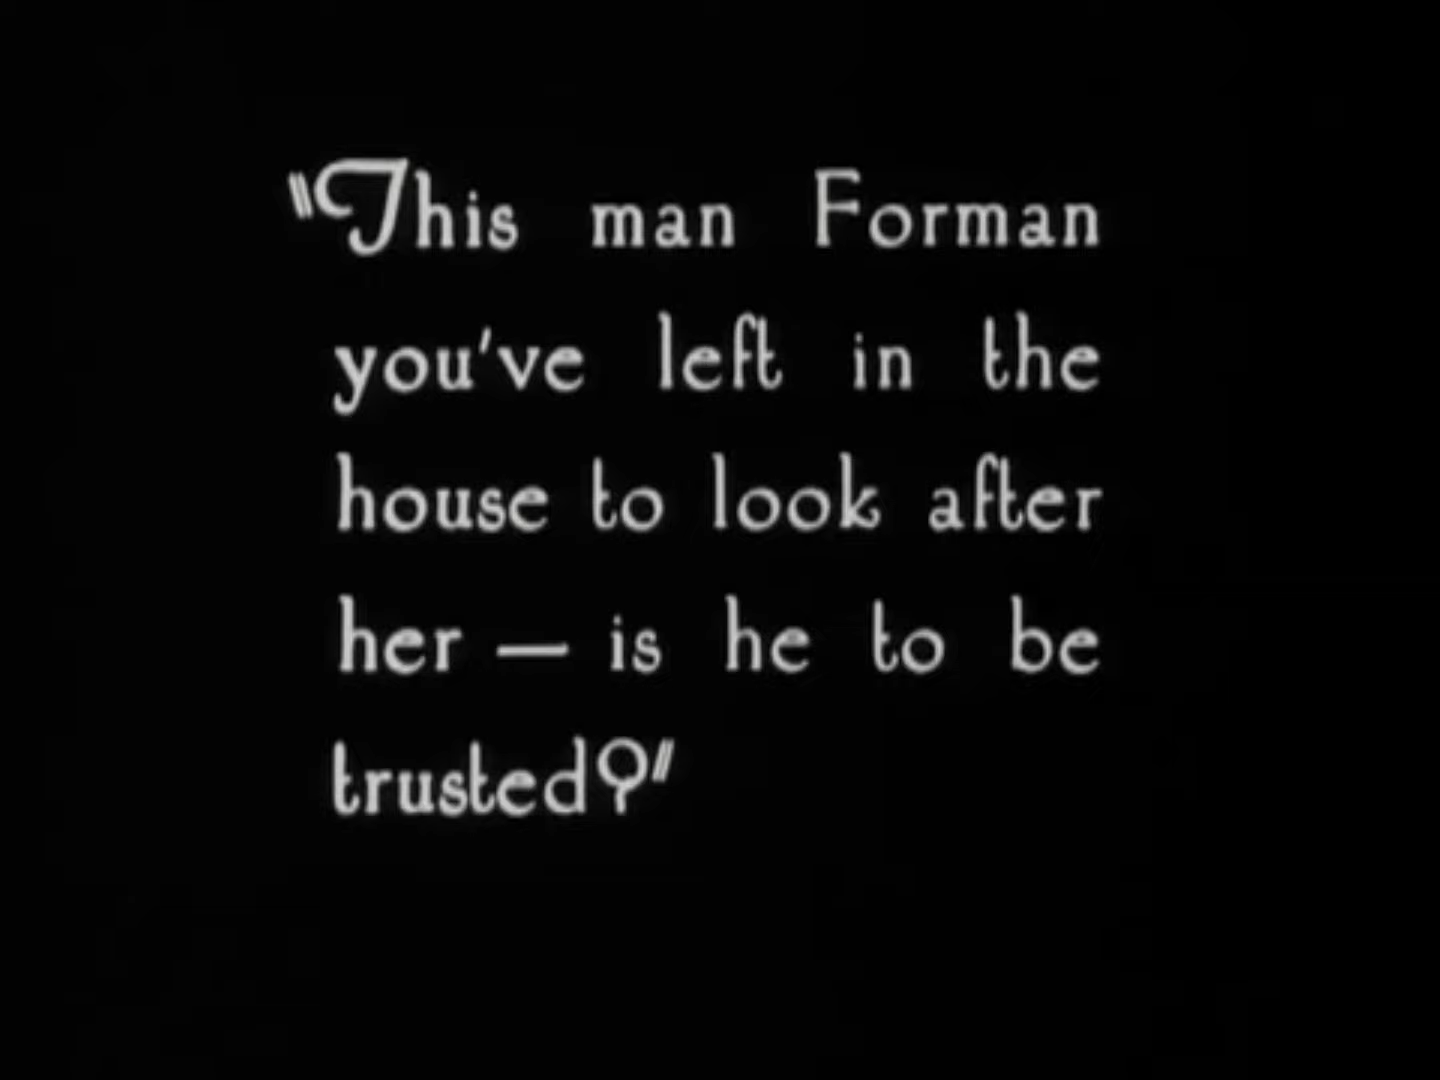 "This man Forman
you've left in the
house to look after
her — is he to be
trusted?"